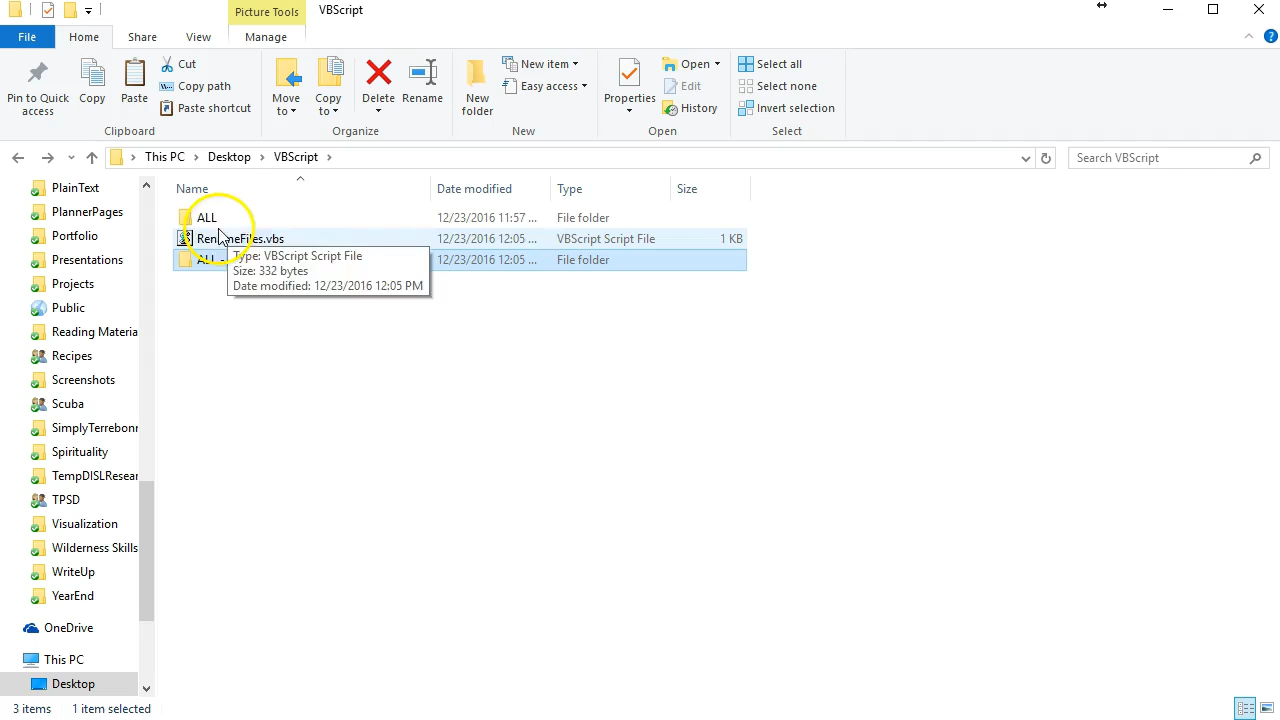 Picture Tools
VBScript
File
Home
Share
View
Manage
Pin to Quick access
Copy
Paste
Cut
Copy path
Paste shortcut
Clipboard
Move to
Copy to
Delete
Rename
Organize
New folder
New item
Easy access
New
Properties
Open
Edit
History
Open
Select all
Select none
Invert selection
Select
This PC
Desktop
VBScript
Search VBScript
Name
Date modified
Type
Size
ALL
12/23/2016 11:57 ...
File folder
RenameFiles.vbs
12/23/2016 12:05 ...
VBScript Script File
1 KB
ALL
12/23/2016 12:05 ...
File folder
Type: VBScript Script File
Size: 332 bytes
Date modified: 12/23/2016 12:05 PM
PlainText
PlannerPages
Portfolio
Presentations
Projects
Public
Reading Materia
Recipes
Screenshots
Scuba
SimplyTerrebonn
Spirituality
TempDISLResear
TPSD
Visualization
Wilderness Skills
WriteUp
YearEnd
OneDrive
This PC
Desktop
3 items
1 item selected